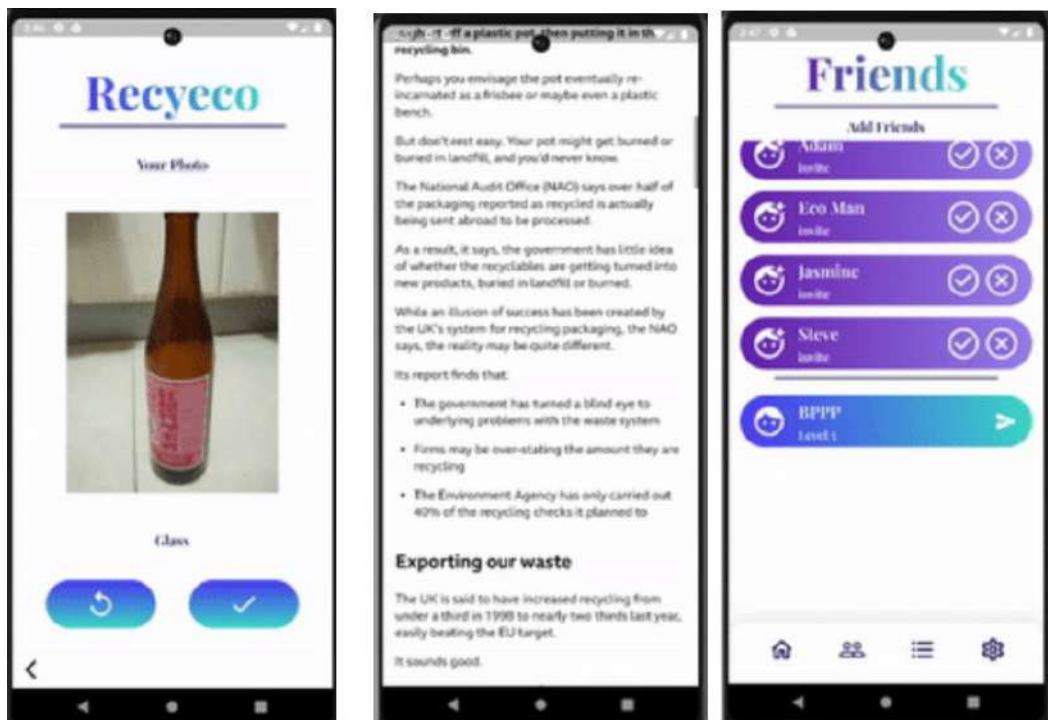 Recyeco
Your Photo
Glass
off a plastic pot, then putting it in th
recycling bin.
Perhaps you envisage the pot eventually re-
incarnated as a frisbee or maybe even a plastic
bench.
But don't rest easy. Your pot might get burned or
buried in landfill, and you'd never know.
The National Audit Office (NAO) says over half of
the packaging reported as recycled is actually
being sent abroad to be processed.
As a result, it says, the government has little idea
of whether the recyclables are getting turned into
new products, buried in landfill or burned.
While an illusion of success has been created by
the UK's system for recycling packaging, the NAO
says, the reality may be quite different.
Its report finds that:
• The government has turned a blind eye to
underlying problems with the waste system
• Firms may be over-stating the amount they are
recycling
• The Environment Agency has only carried out
40% of the recycling checks it planned to
Exporting our waste
The UK is said to have increased recycling from
under a third in 1998 to nearly two thirds last year,
easily beating the EU target.
It sounds good.
Friends
Add Friends
Adam
invite
Eco Man
invite
Jasmine
invite
Steve
invite
BPPP
Level 1